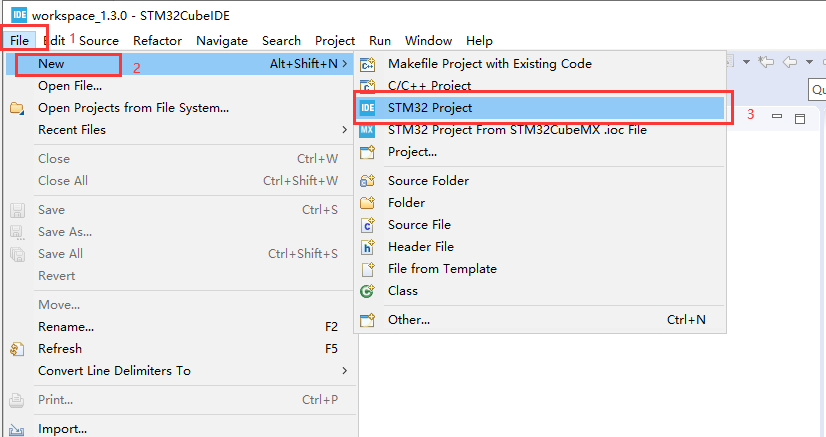 IDE workspace_1.3.0 - STM32CubeIDE
File 1 Edit Source Refactor Navigate Search Project Run Window Help
New 2 Alt+Shift+N
Open File...
Open Projects from File System...
Recent Files
Close Ctrl+W
Close All Ctrl+Shift+W
Save Ctrl+S
Save As...
Save All Ctrl+Shift+S
Revert
Move...
Rename... F2
Refresh F5
Convert Line Delimiters To
Print... Ctrl+P
Import...
Makefile Project with Existing Code
C/C++ Project
IDE STM32 Project 3
MX STM32 Project From STM32CubeMX .ioc File
Project...
Source Folder
Folder
c Source File
h Header File
File from Template
C Class
Other... Ctrl+N
Qu